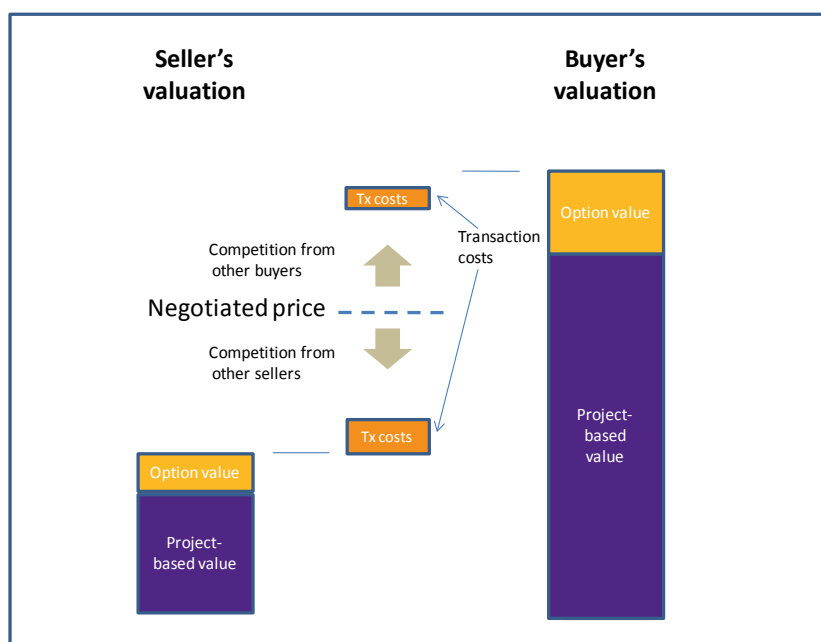 Seller's
valuation
Buyer's
valuation
Tx costs
Option value
Transaction
costs
Competition from
other buyers
Negotiated price
Competition from
other sellers
Project-
based
value
Tx costs
Option value
Project-
based value